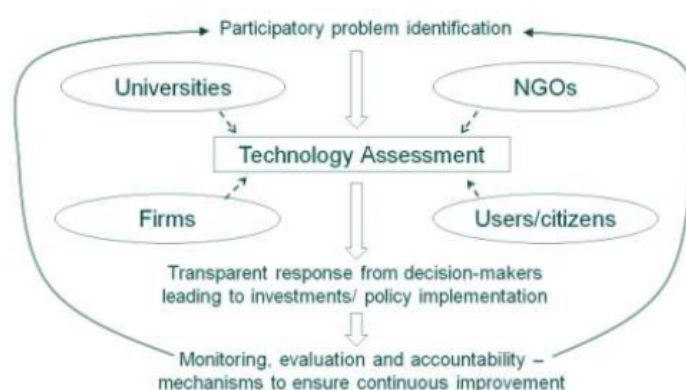 Participatory problem identification
Universities
NGOs
Technology Assessment
Firms
Users/citizens
Transparent response from decision-makers
leading to investments/ policy implementation
Monitoring, evaluation and accountability –
mechanisms to ensure continuous improvement